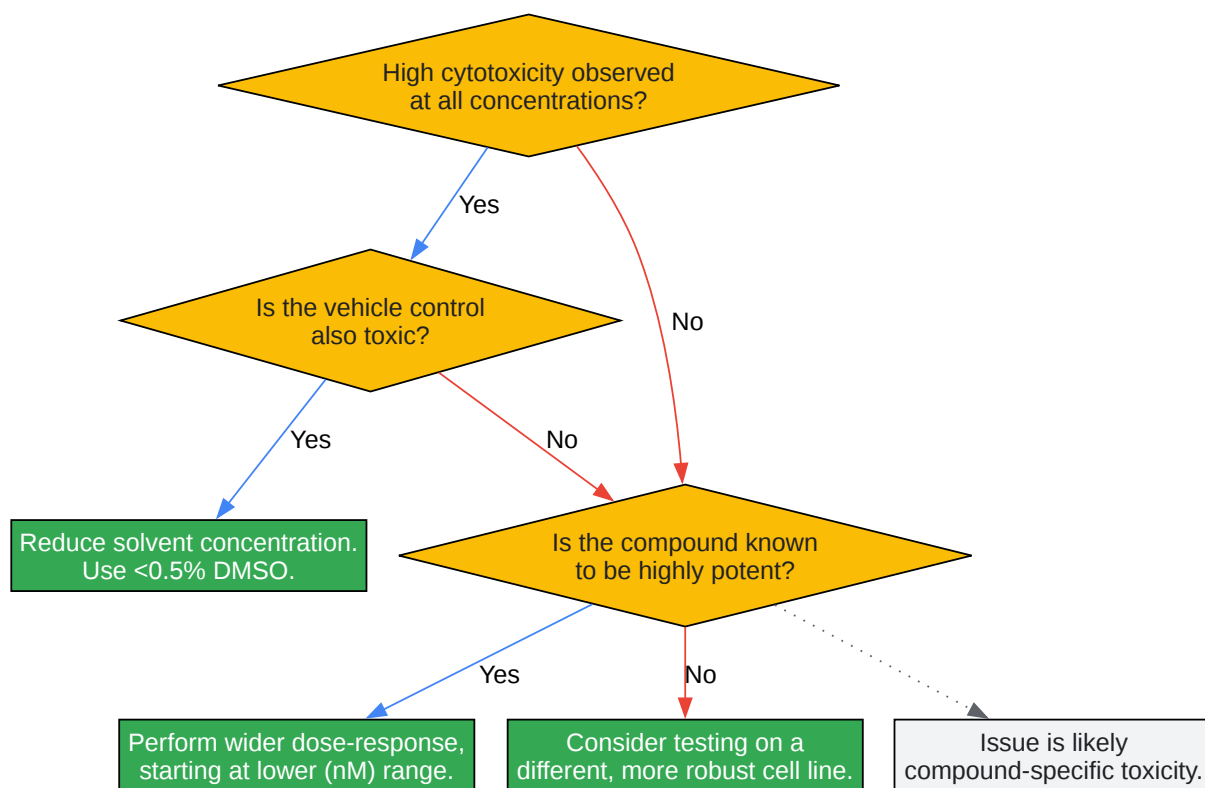 High cytotoxicity observed
at all concentrations?
Yes
No
Is the vehicle control
also toxic?
Yes
No
Reduce solvent concentration.
Use <0.5% DMSO.
Is the compound known
to be highly potent?
Yes
No
Perform wider dose-response,
starting at lower (nM) range.
Consider testing on a
different, more robust cell line.
Issue is likely
compound-specific toxicity.